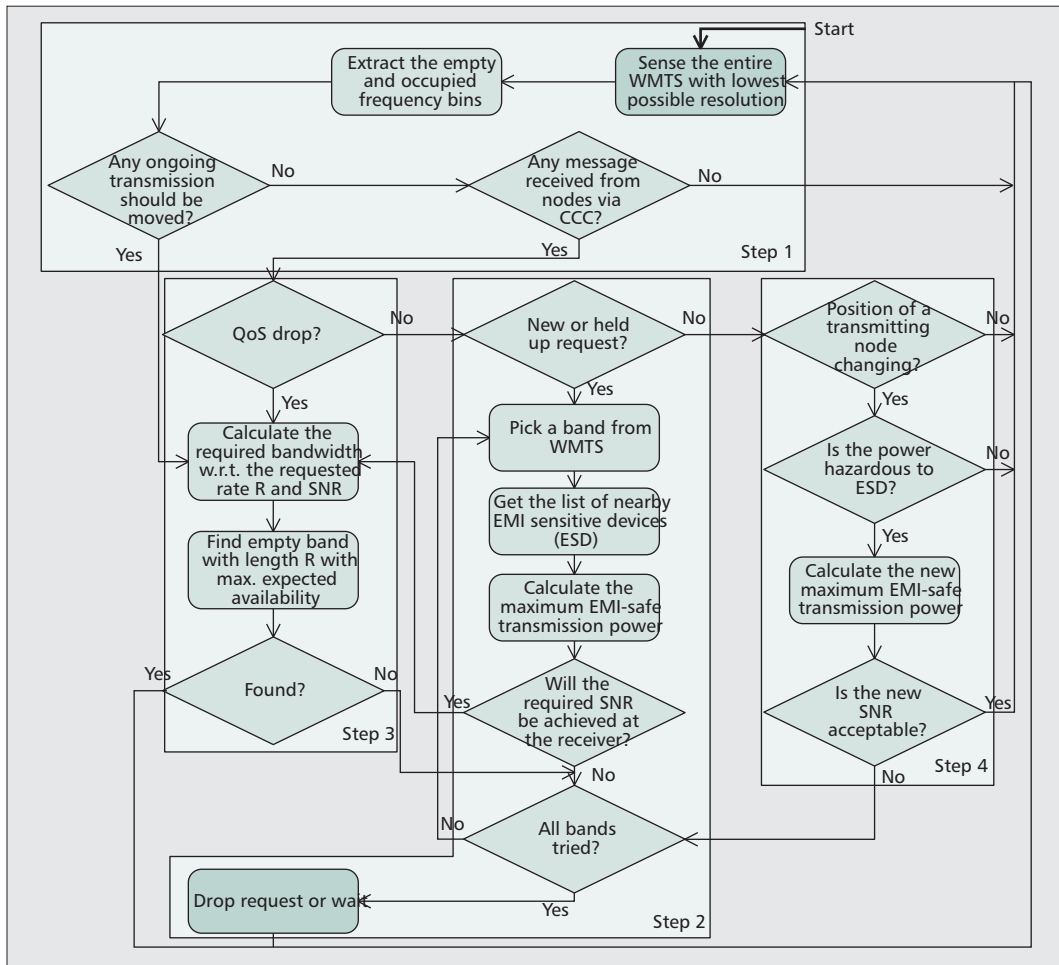 Start
Sense the entire
WMTS with lowest
possible resolution
Extract the empty
and occupied
frequency bins
Any ongoing
transmission
should be
moved?
No
Any message
received from
nodes via
CCC?
No
Yes
Yes
Step 1
QoS drop?
No
New or held
up request?
No
Position of a
transmitting
node
changing?
No
Yes
Yes
Yes
Calculate the
required bandwidth
w.r.t. the requested
rate R and SNR
Pick a band from
WMTS
Is the power
hazardous to
ESD?
No
Get the list of nearby
EMI sensitive devices
(ESD)
Yes
Find empty band
with length R with
max. expected
availability
Calculate the
maximum EMI-safe
transmission power
Calculate the new
maximum EMI-safe
transmission power
Yes
Found?
No
Yes
Will the
required SNR
be achieved at
the receiver?
Is the new
SNR
acceptable?
Yes
Step 3
No
Step 4
No
No
All bands
tried?
Drop request or wait
Yes
Step 2